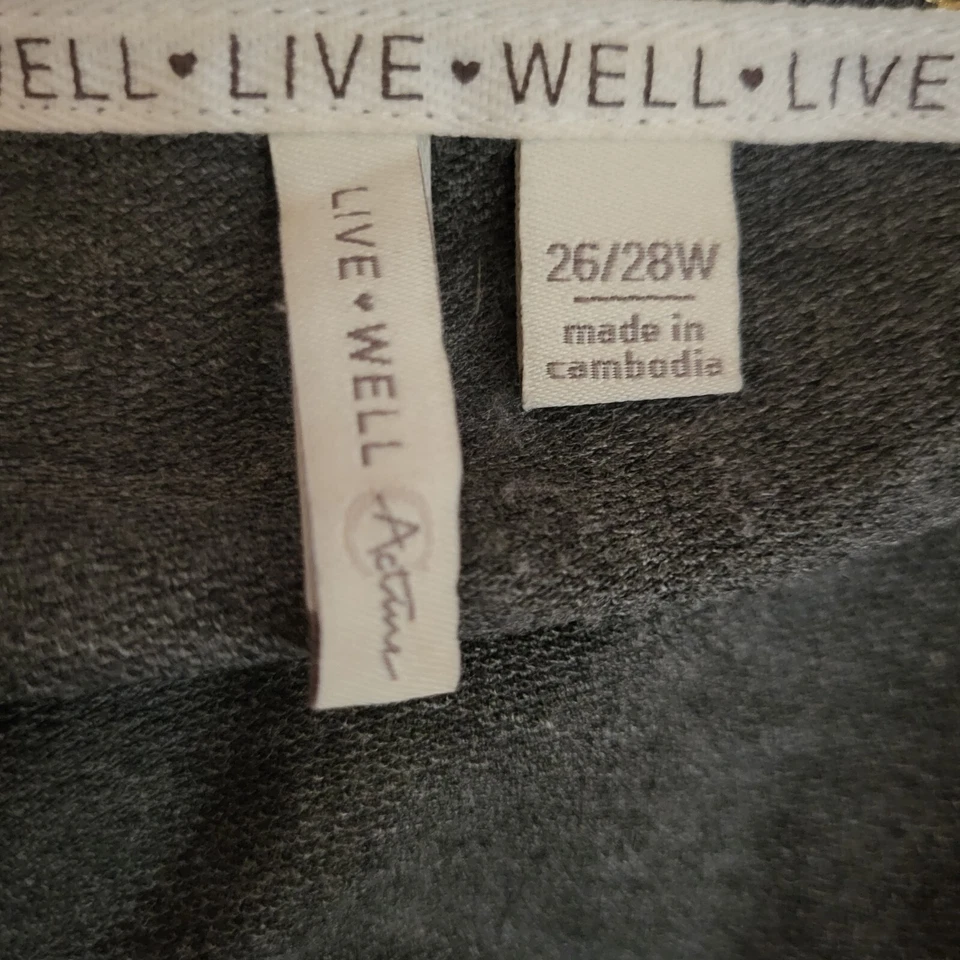 ELL ♥ LIVE ♥ WELL ♥ LIVE
LIVE ♥ WELL
26/28W
made in
cambodia